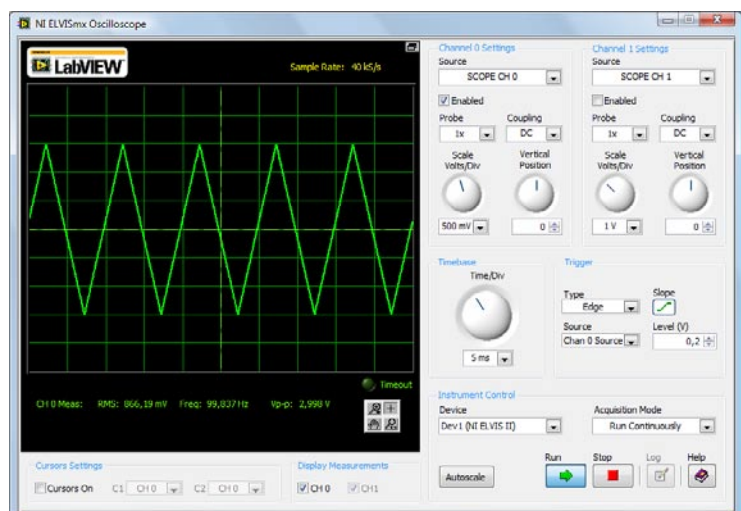 NI ELVISmx Oscilloscope
LabVIEW
Sample Rate: 40 kS/s
CH 0 Meas: RMS: 866,19 mV Freq: 99,837 Hz Vp-p: 2,998 V
Timeout
Cursors Settings
Cursors On C1 CH 0 C2 CH 0
Display Measurements
CH 0 CH 1
Channel 0 Settings
Source
SCOPE CH 0
Enabled
Probe Coupling
1x DC
Scale Volts/Div
Vertical Position
500 mV 0
Channel 1 Settings
Source
SCOPE CH 1
Enabled
Probe Coupling
1x DC
Scale Volts/Div
Vertical Position
1 V 0
Timebase
Time/Div
5 ms
Trigger
Type Slope
Edge
Source Level (V)
Chan 0 Source 0,2
Instrument Control
Device Acquisition Mode
Dev1 (NI ELVIS II) Run Continuously
Run Stop Log Help
Autoscale